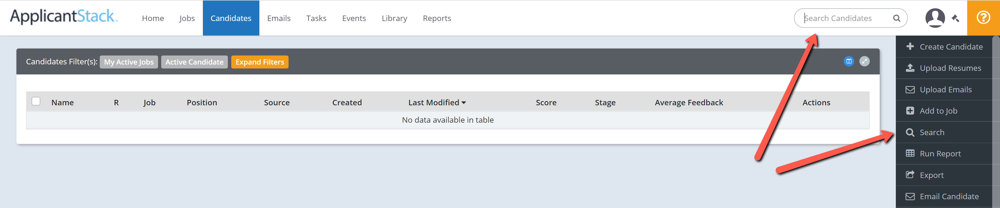 ApplicantStack™ Home Jobs Candidates Emails Tasks Events Library Reports Search Candidates
Candidates Filter(s): My Active Jobs Active Candidate Expand Filters
Name R Job Position Source Created Last Modified Score Stage Average Feedback Actions
No data available in table
Create Candidate
Upload Resumes
Upload Emails
Add to Job
Search
Run Report
Export
Email Candidate